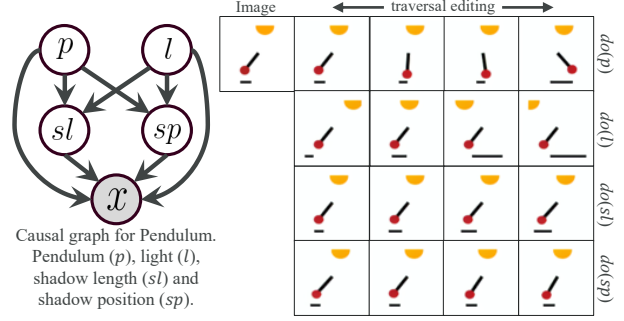 Image
traversal editing
p
l
sl
sp
x
do(p)
do(l)
do(sl)
do(sp)
Causal graph for Pendulum.
Pendulum (p), light (l),
shadow length (sl) and
shadow position (sp).